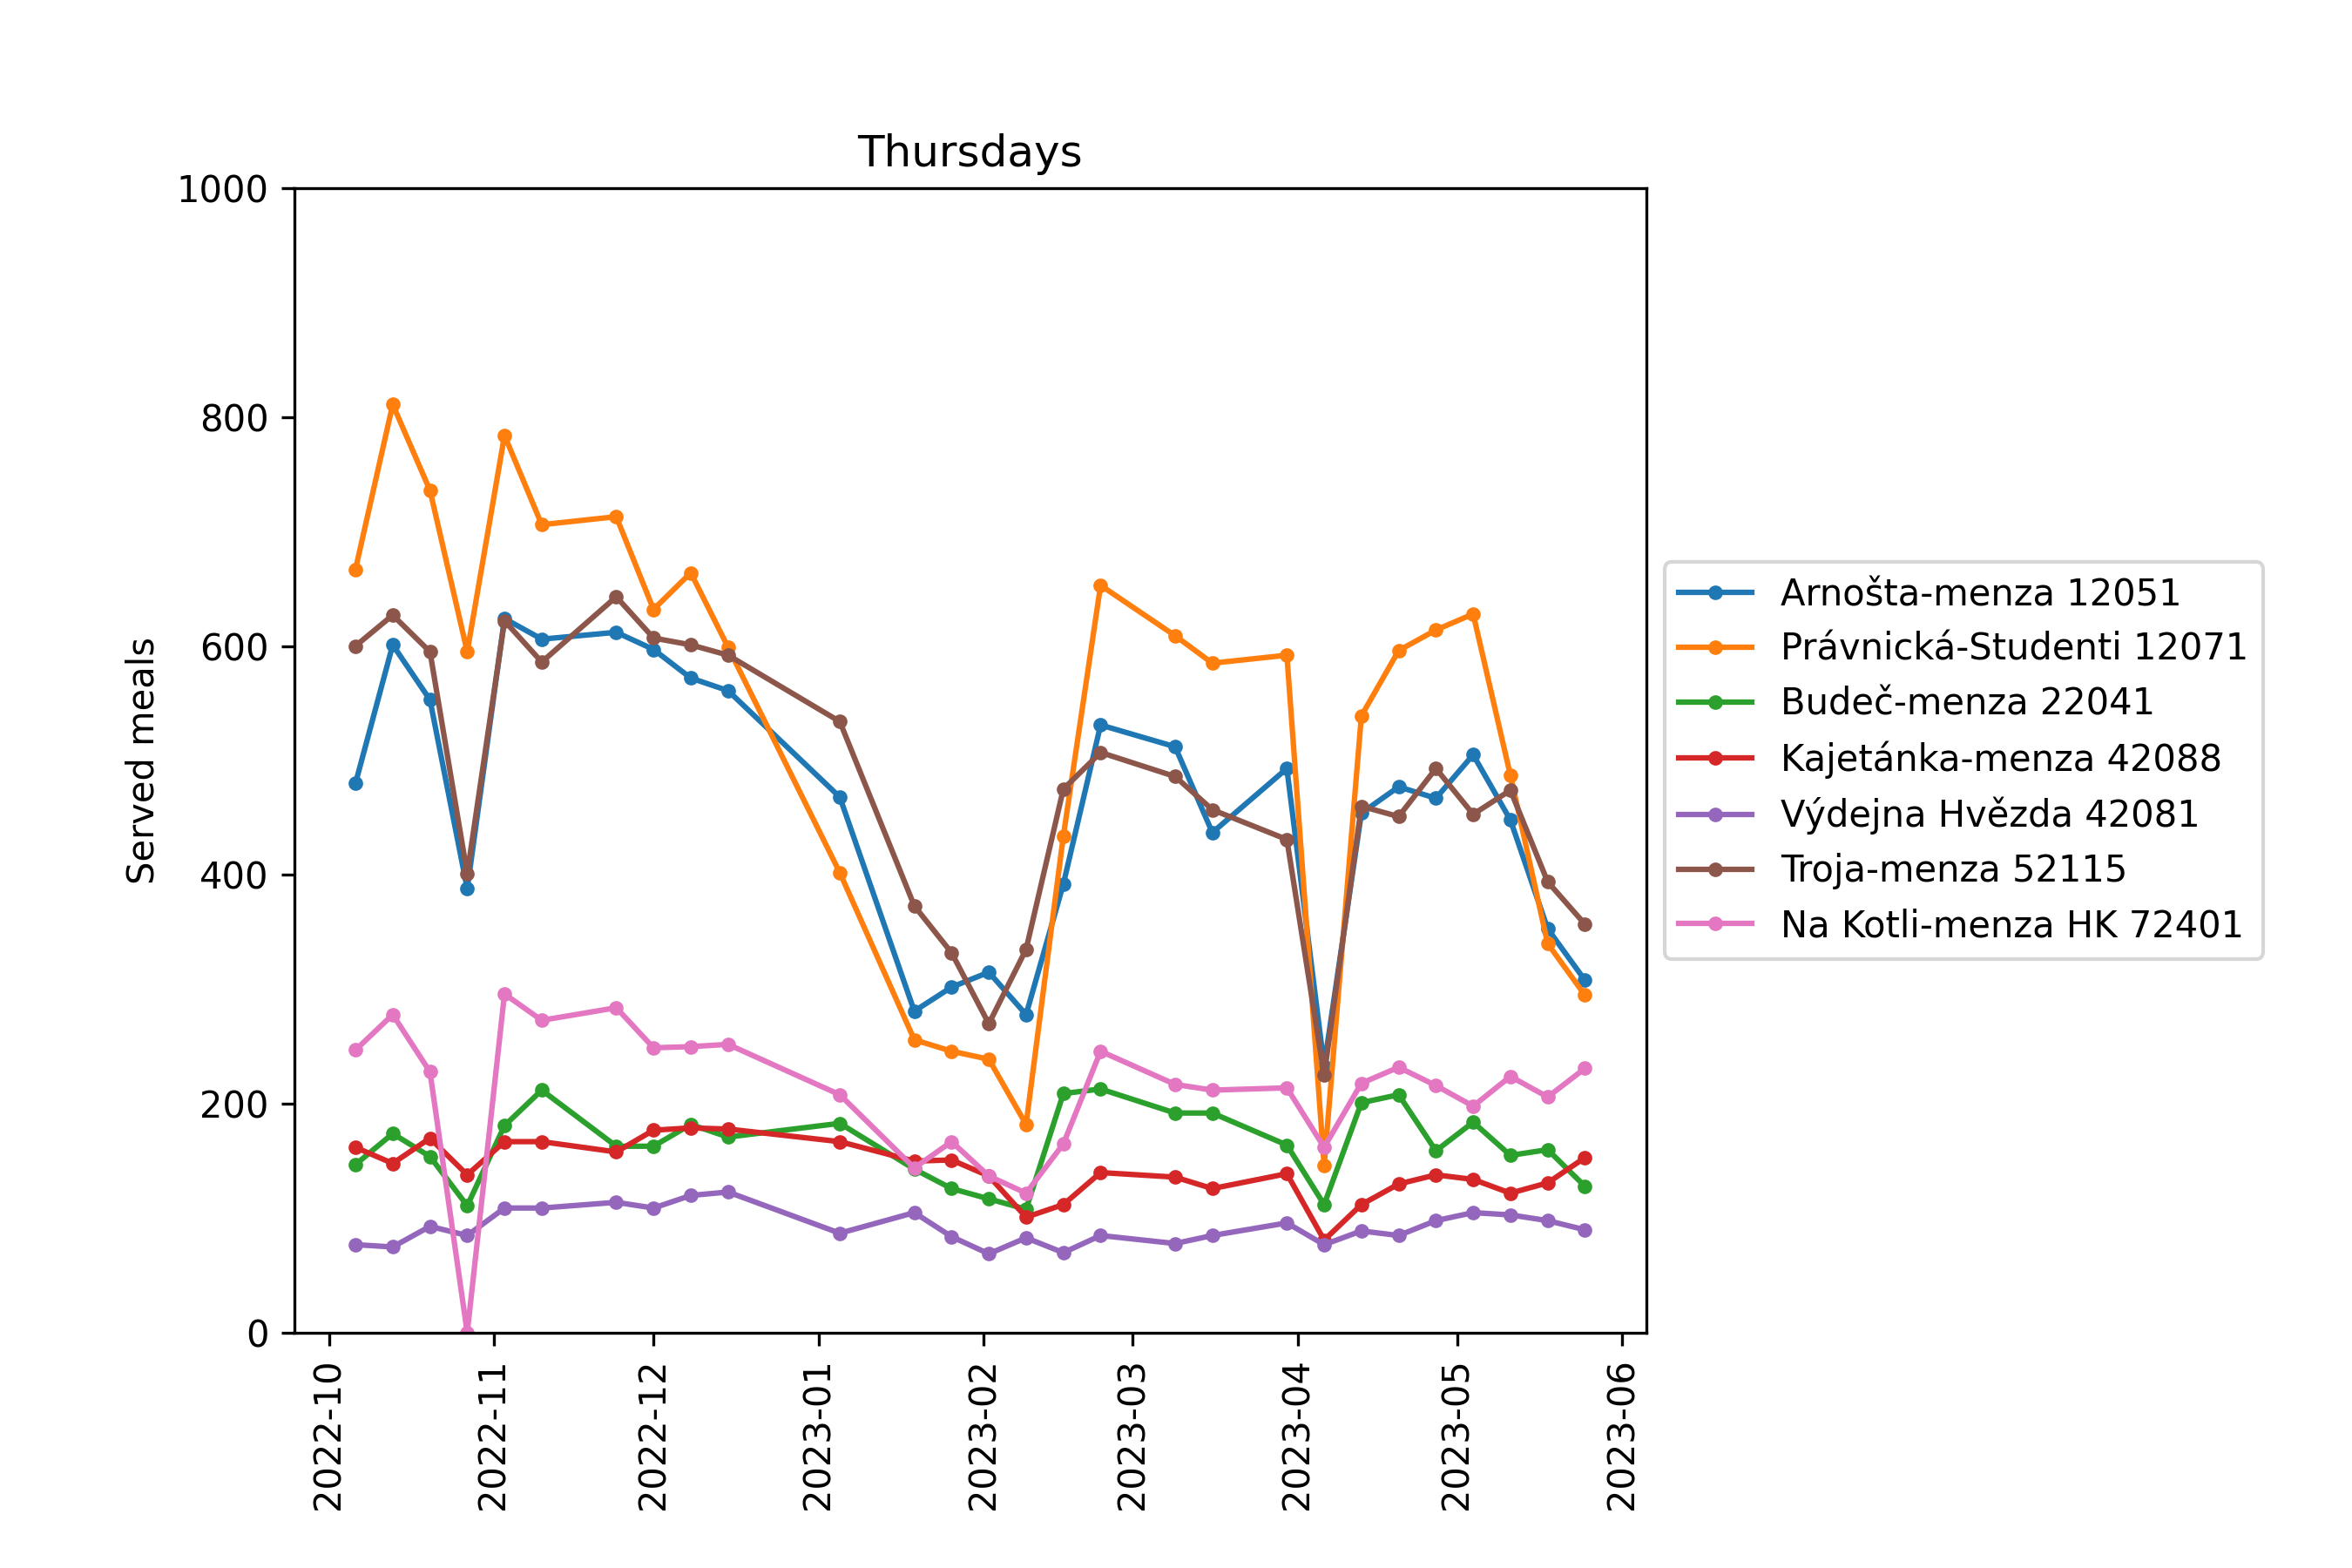 Thursdays
1000
800
600
400
200
0
Served meals
2022-10
2022-11
2022-12
2023-01
2023-02
2023-03
2023-04
2023-05
2023-06
Arnošta-menza 12051
Právnická-Studenti 12071
Budeč-menza 22041
Kajetánka-menza 42088
Výdejna Hvězda 42081
Troja-menza 52115
Na Kotli-menza HK 72401